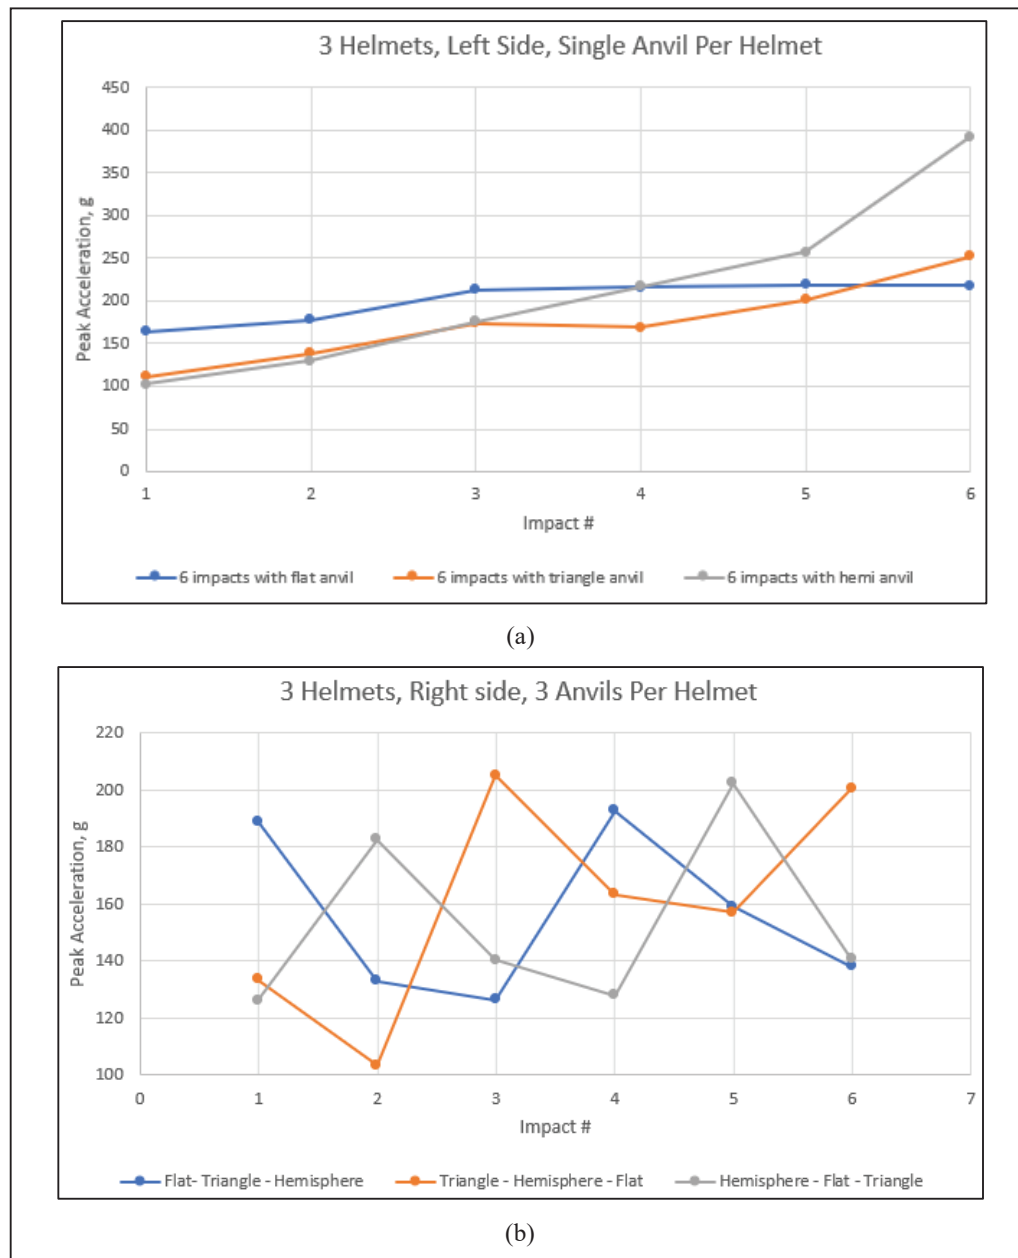 3 Helmets, Left Side, Single Anvil Per Helmet
450
400
350
300
250
200
150
100
50
0
Peak Acceleration, g
1 2 3 4 5 6
Impact #
6 impacts with flat anvil 6 impacts with triangle anvil 6 impacts with hemi anvil
(a)
3 Helmets, Right side, 3 Anvils Per Helmet
220
200
180
160
140
120
100
Peak Acceleration, g
0 1 2 3 4 5 6 7
Impact #
Flat- Triangle - Hemisphere Triangle - Hemisphere - Flat Hemisphere - Flat - Triangle
(b)